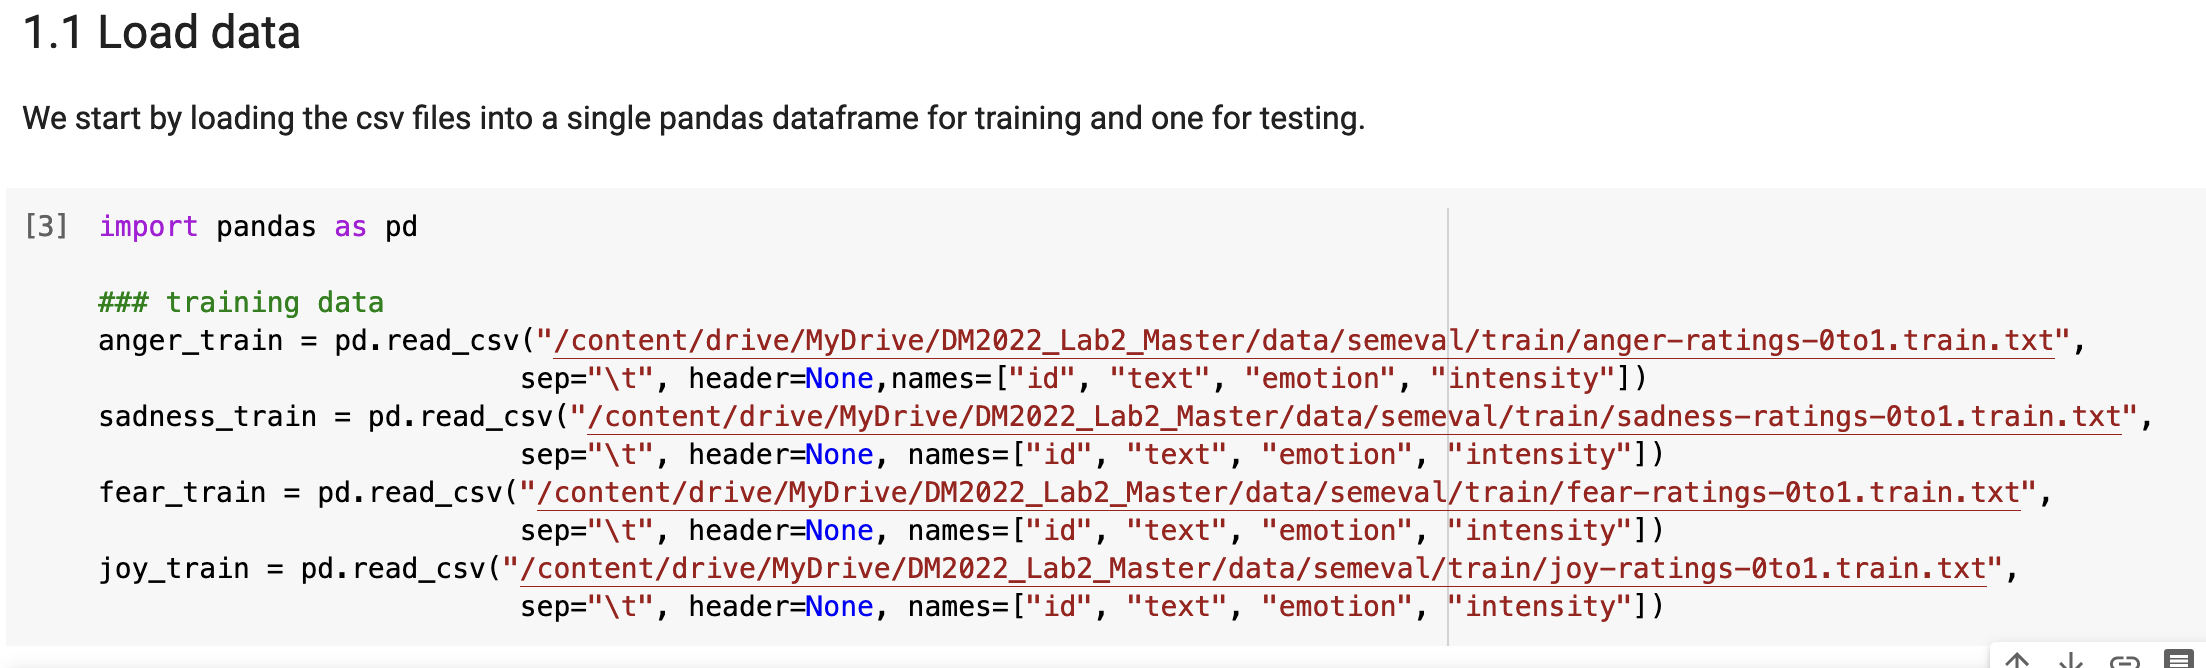 1.1 Load data
We start by loading the csv files into a single pandas dataframe for training and one for testing.
[3] import pandas as pd
### training data
anger_train = pd.read_csv("/content/drive/MyDrive/DM2022_Lab2_Master/data/semeval/train/anger-ratings-0to1.train.txt",
sep="\t", header=None,names=["id", "text", "emotion", "intensity"])
sadness_train = pd.read_csv("/content/drive/MyDrive/DM2022_Lab2_Master/data/semeval/train/sadness-ratings-0to1.train.txt",
sep="\t", header=None, names=["id", "text", "emotion", "intensity"])
fear_train = pd.read_csv("/content/drive/MyDrive/DM2022_Lab2_Master/data/semeval/train/fear-ratings-0to1.train.txt",
sep="\t", header=None, names=["id", "text", "emotion", "intensity"])
joy_train = pd.read_csv("/content/drive/MyDrive/DM2022_Lab2_Master/data/semeval/train/joy-ratings-0to1.train.txt",
sep="\t", header=None, names=["id", "text", "emotion", "intensity"])